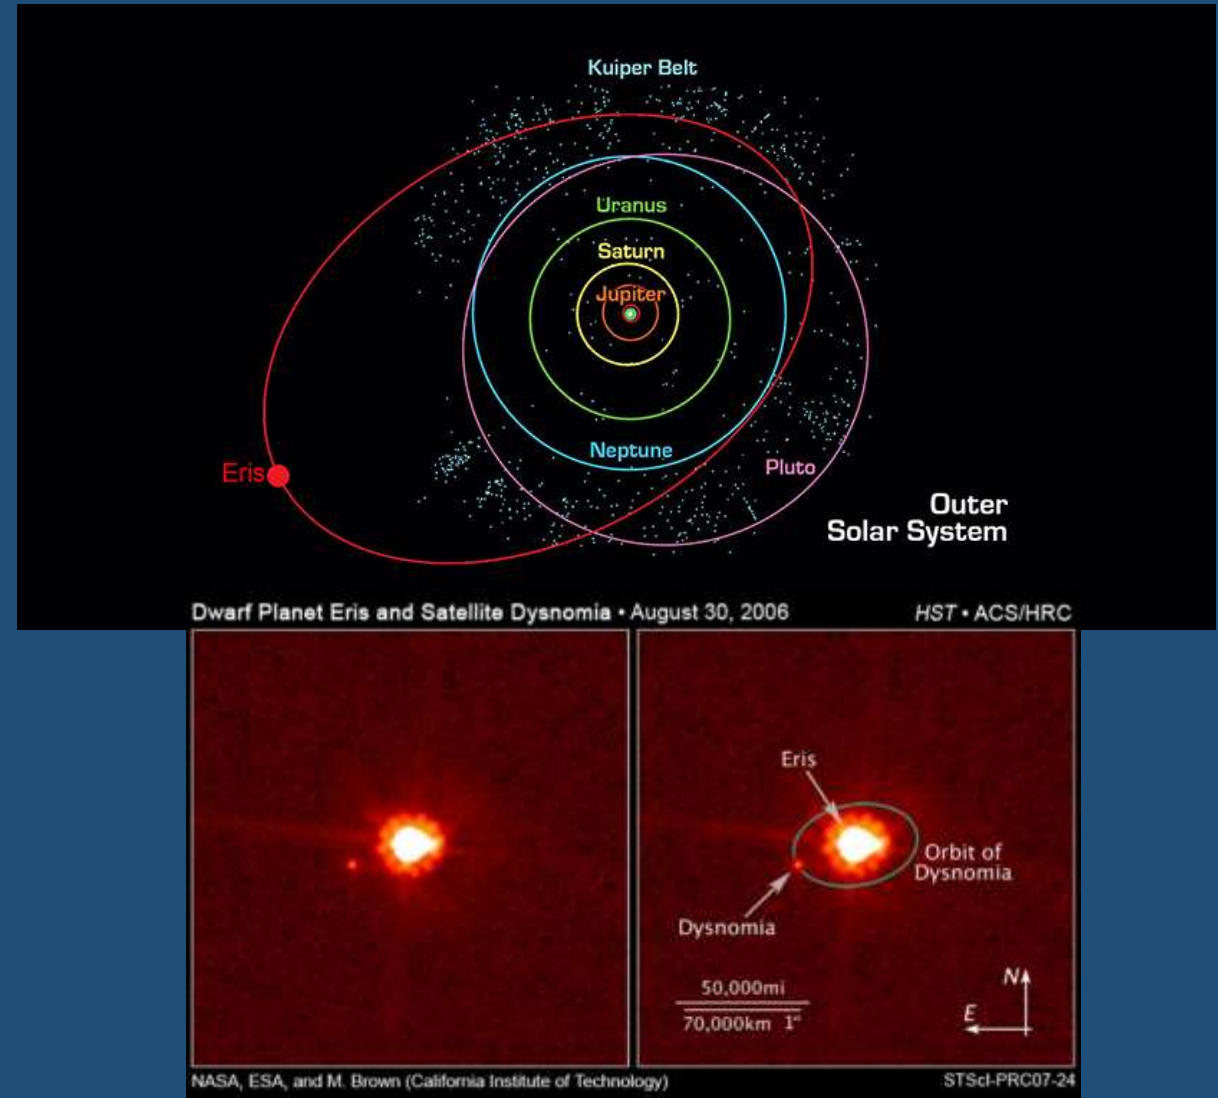 Kuiper Belt
Uranus
Saturn
Jupiter
Neptune
Pluto
Eris
Outer
Solar System
Dwarf Planet Eris and Satellite Dysnomia • August 30, 2006
HST • ACS/HRC
Eris
Orbit of
Dysnomia
Dysnomia
50,000mi
70,000km 1"
N
E
NASA, ESA, and M. Brown (California Institute of Technology)
STScI-PRC07-24